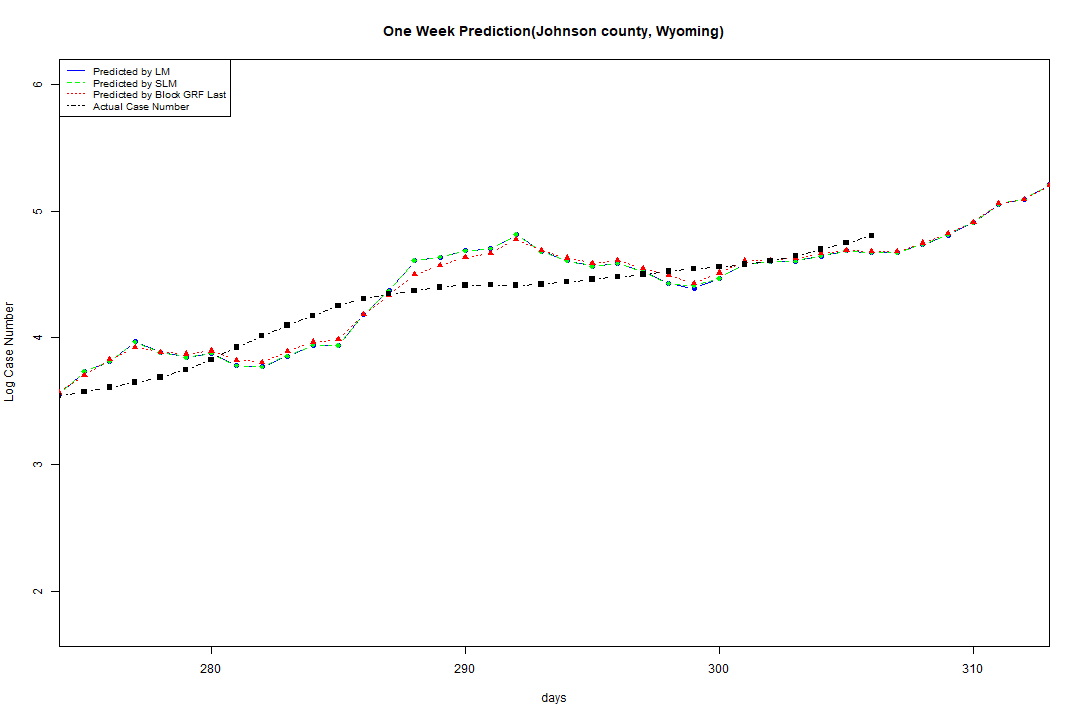 One Week Prediction(Johnson county, Wyoming)
Predicted by LM
Predicted by SLM
Predicted by Block GRF Last
Actual Case Number
6
5
4
3
2
Log Case Number
280 290 300 310
days